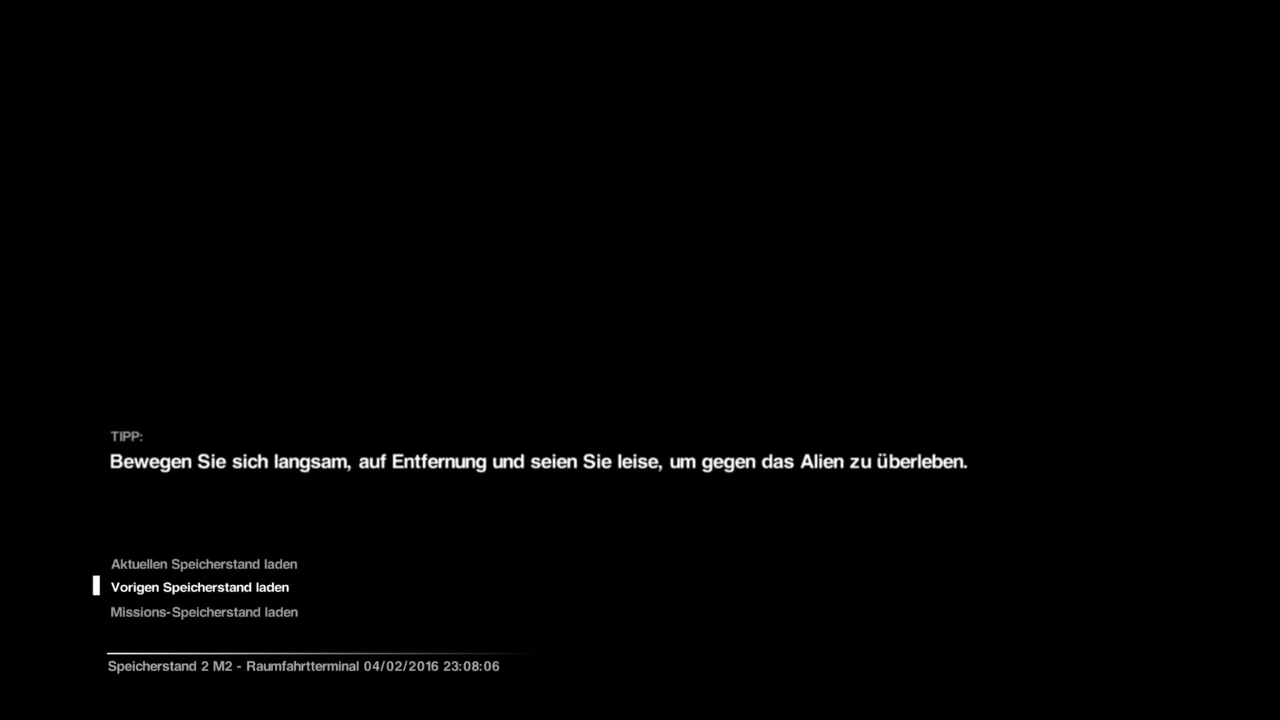 TIPP:
Bewegen Sie sich langsam, auf Entfernung und seien Sie leise, um gegen das Alien zu überleben.
Aktuellen Speicherstand laden
Vorigen Speicherstand laden
Missions-Speicherstand laden
Speicherstand 2 M2 - Raumfahrtterminal 04/02/2016 23:08:06